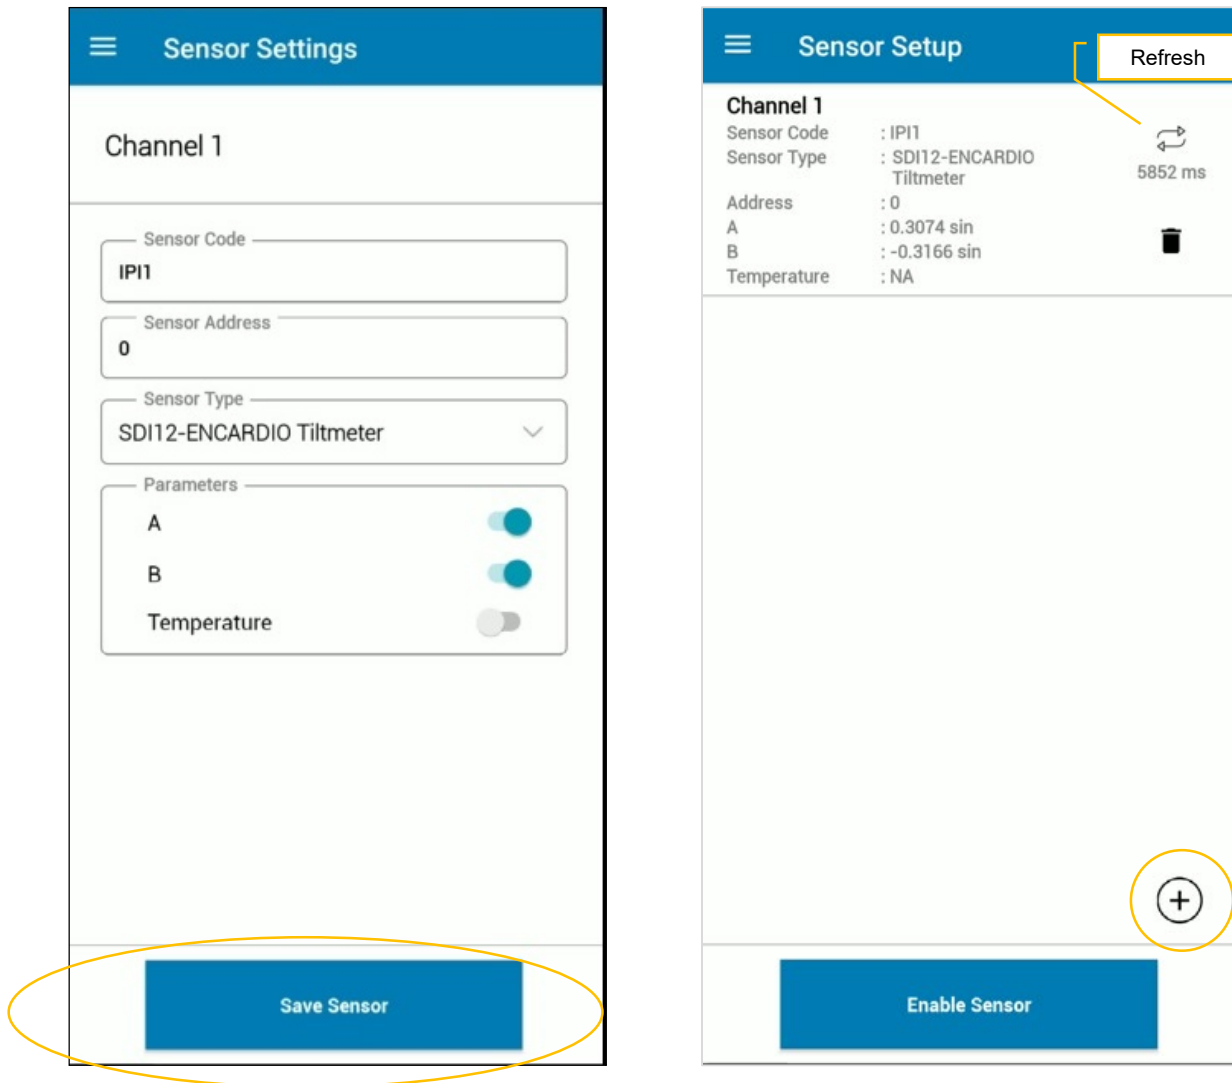 Sensor Settings
Channel 1
Sensor Code
IPI1
Sensor Address
0
Sensor Type
SDI12-ENCARDIO Tiltmeter
Parameters
A
B
Temperature
Save Sensor
Sensor Setup
Refresh
Channel 1
Sensor Code : IPI1
Sensor Type : SDI12-ENCARDIO
Tiltmeter
5852 ms
Address : 0
A : 0.3074 sin
B : -0.3166 sin
Temperature : NA
Enable Sensor